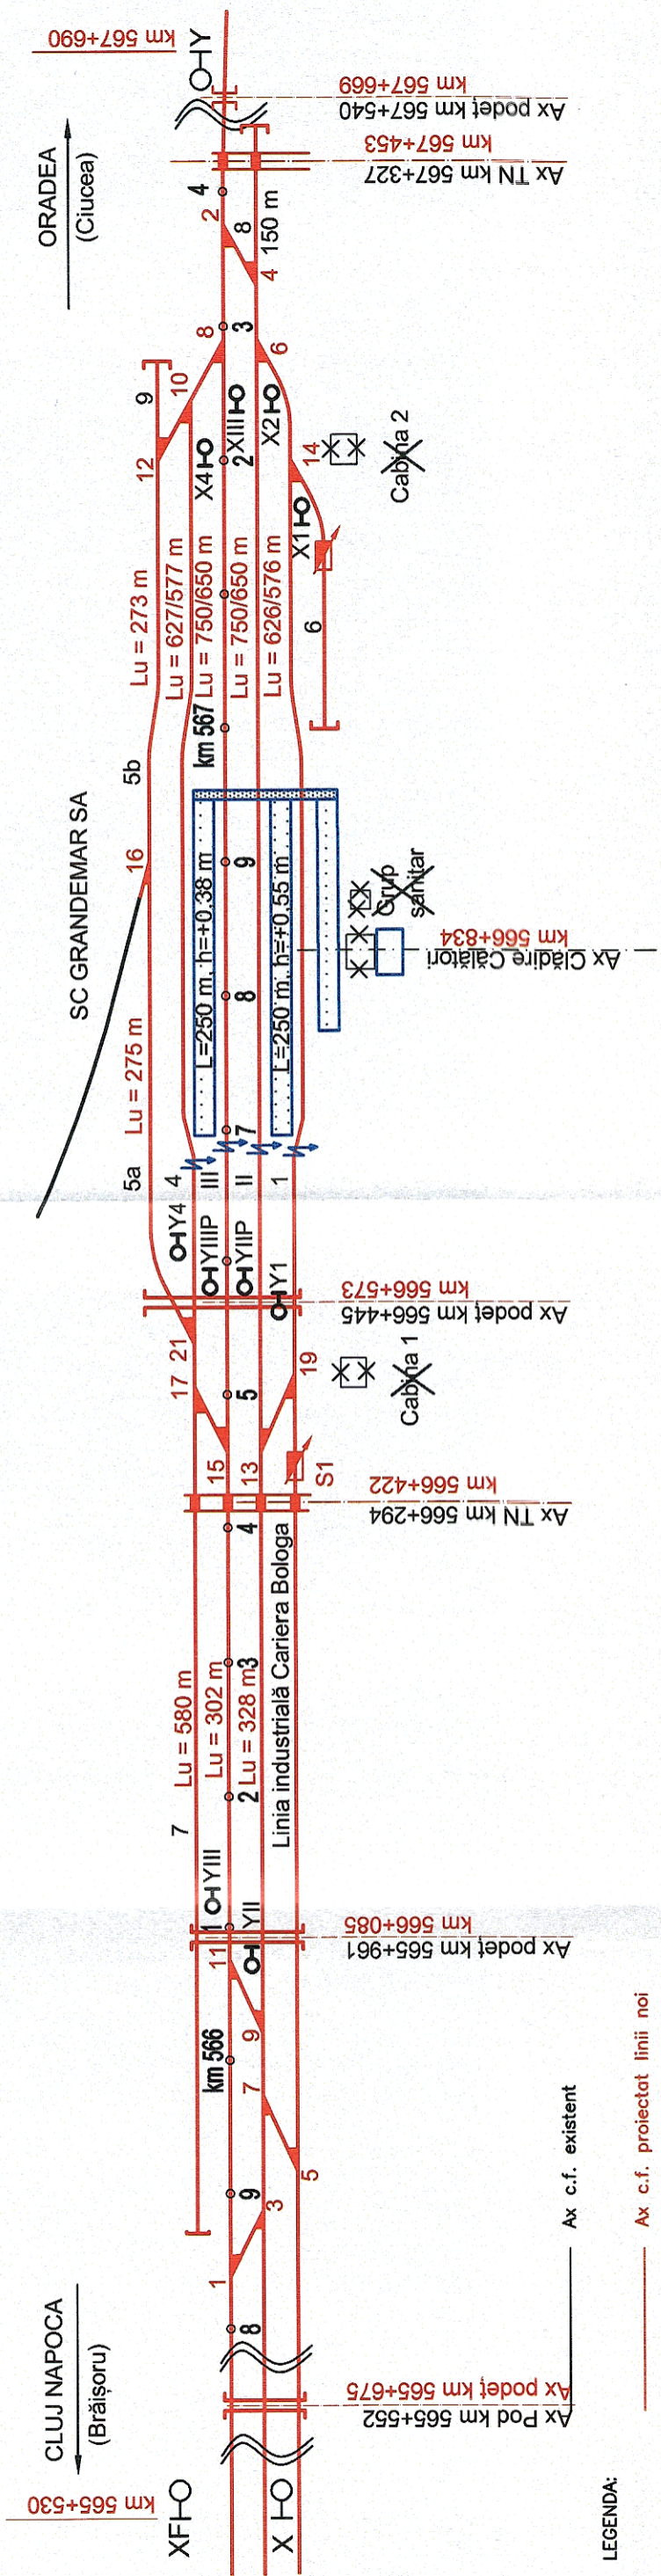 CLUJ NAPOCA
(Brăișoru)
ORADEA
(Ciucea)
SC GRANDEMAR SA
km 565+530
XF
X
8
1
9
3
km 566
5
7
9
11
1
YIII
YII
7
Lu = 580 m
Lu = 302 m
Lu = 328 m
2
3
4
Linia industrială Cariera Bologa
15
13
S1
17
21
5
19
Cabina 1
Y4
YIIIP
YIIP
Y1
5a
4
III
II
1
Lu = 275 m
7
8
9
L=250 m, h=+0.38 m
L=250 m, h=+0.55 m
16
5b
km 567
Grup
sanitar
Lu = 273 m
Lu = 627/577 m
Lu = 750/650 m
Lu = 750/650 m
Lu = 626/576 m
6
12
9
10
X4
XIII
X2
X1
2
14
Cabina 2
8
3
6
2
4
8
4
150 m
Y
km 567+690
Ax Pod km 565+552
Ax podeț km 565+675
Ax podeț km 565+961
km 566+085
Ax TN km 566+294
km 566+422
Ax podeț km 566+445
km 566+573
Ax Clădire Călători
km 566+834
Ax TN km 567+327
km 567+453
Ax podeț km 567+540
km 567+669
LEGENDA:
Ax c.f. existent
Ax c.f. proiectat linii noi